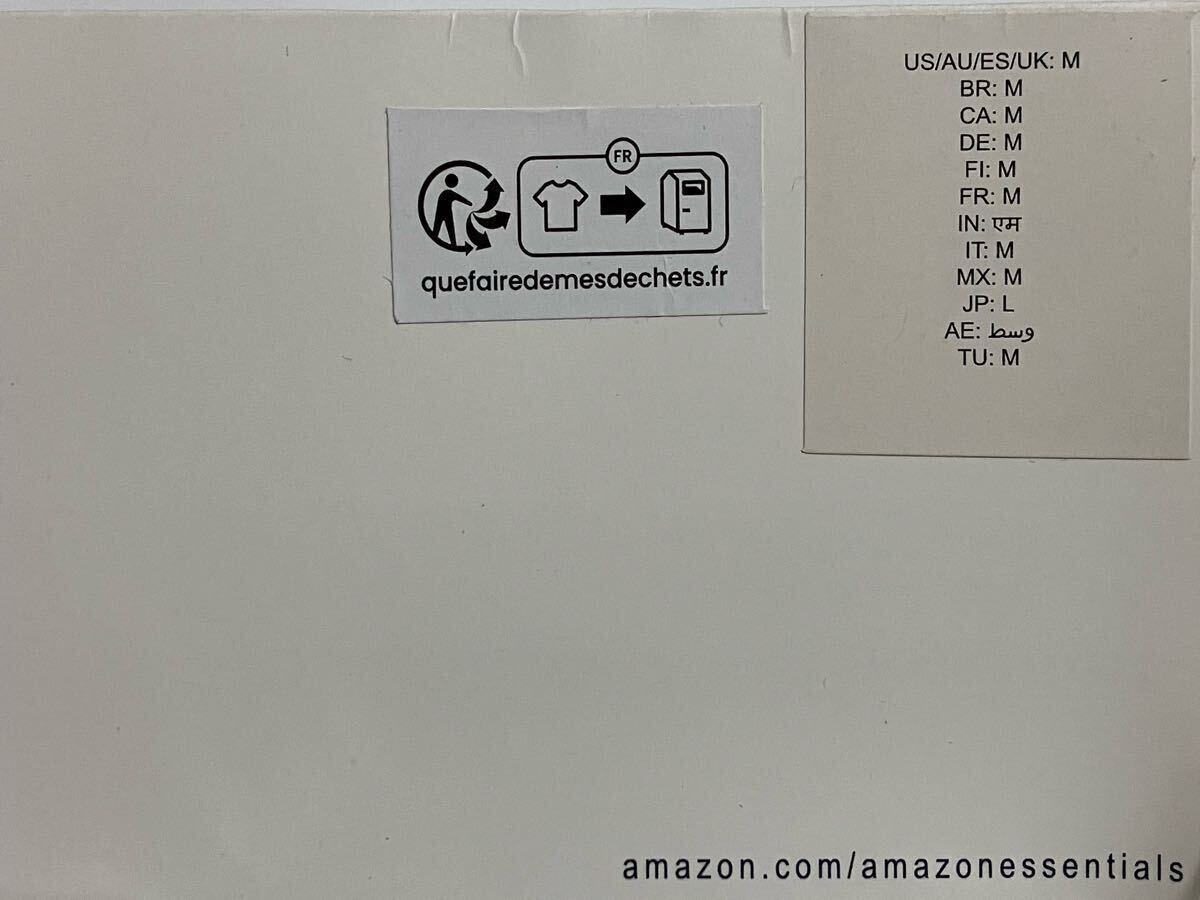 FR
quefairedemesdechets.fr
US/AU/ES/UK: M
BR: M
CA: M
DE: M
FI: M
FR: M
IN: एम
IT: M
MX: M
JP: L
AE: وسط
TU: M
amazon.com/amazonessentials